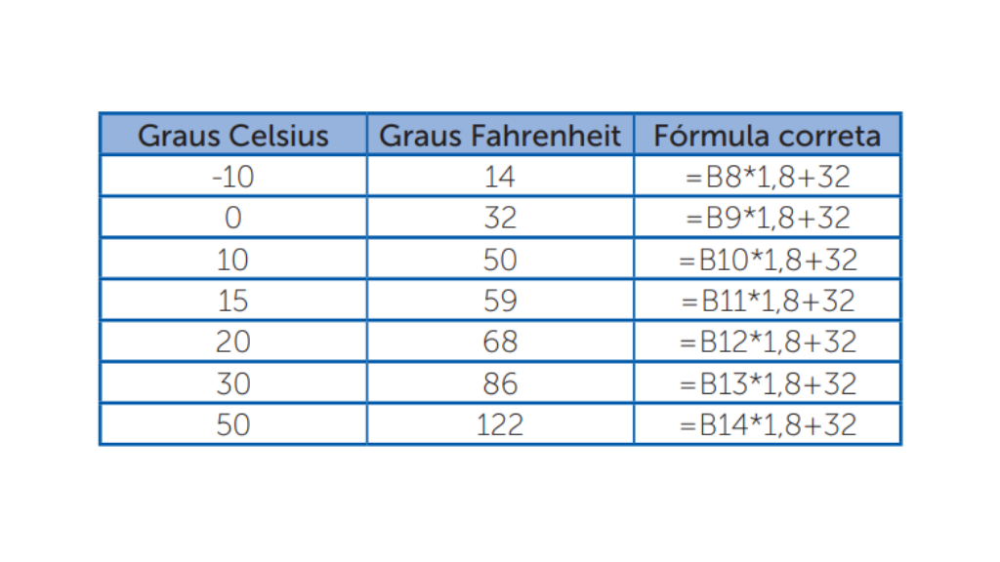 Graus Celsius Graus Fahrenheit Fórmula correta
-10 14 =B8*1,8+32
0 32 =B9*1,8+32
10 50 =B10*1,8+32
15 59 =B11*1,8+32
20 68 =B12*1,8+32
30 86 =B13*1,8+32
50 122 =B14*1,8+32